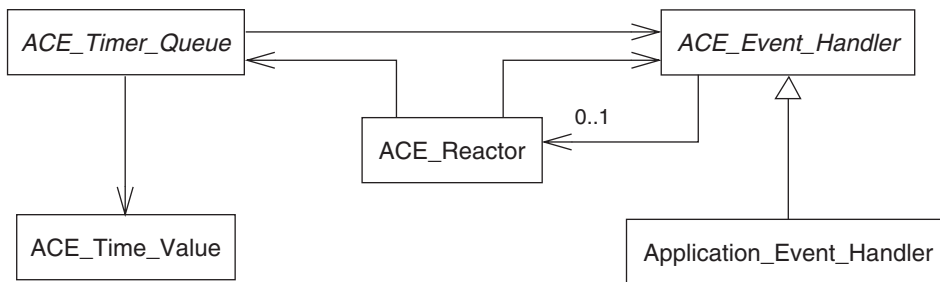 ACE_Timer_Queue
ACE_Event_Handler
0..1
ACE_Reactor
ACE_Time_Value
Application_Event_Handler